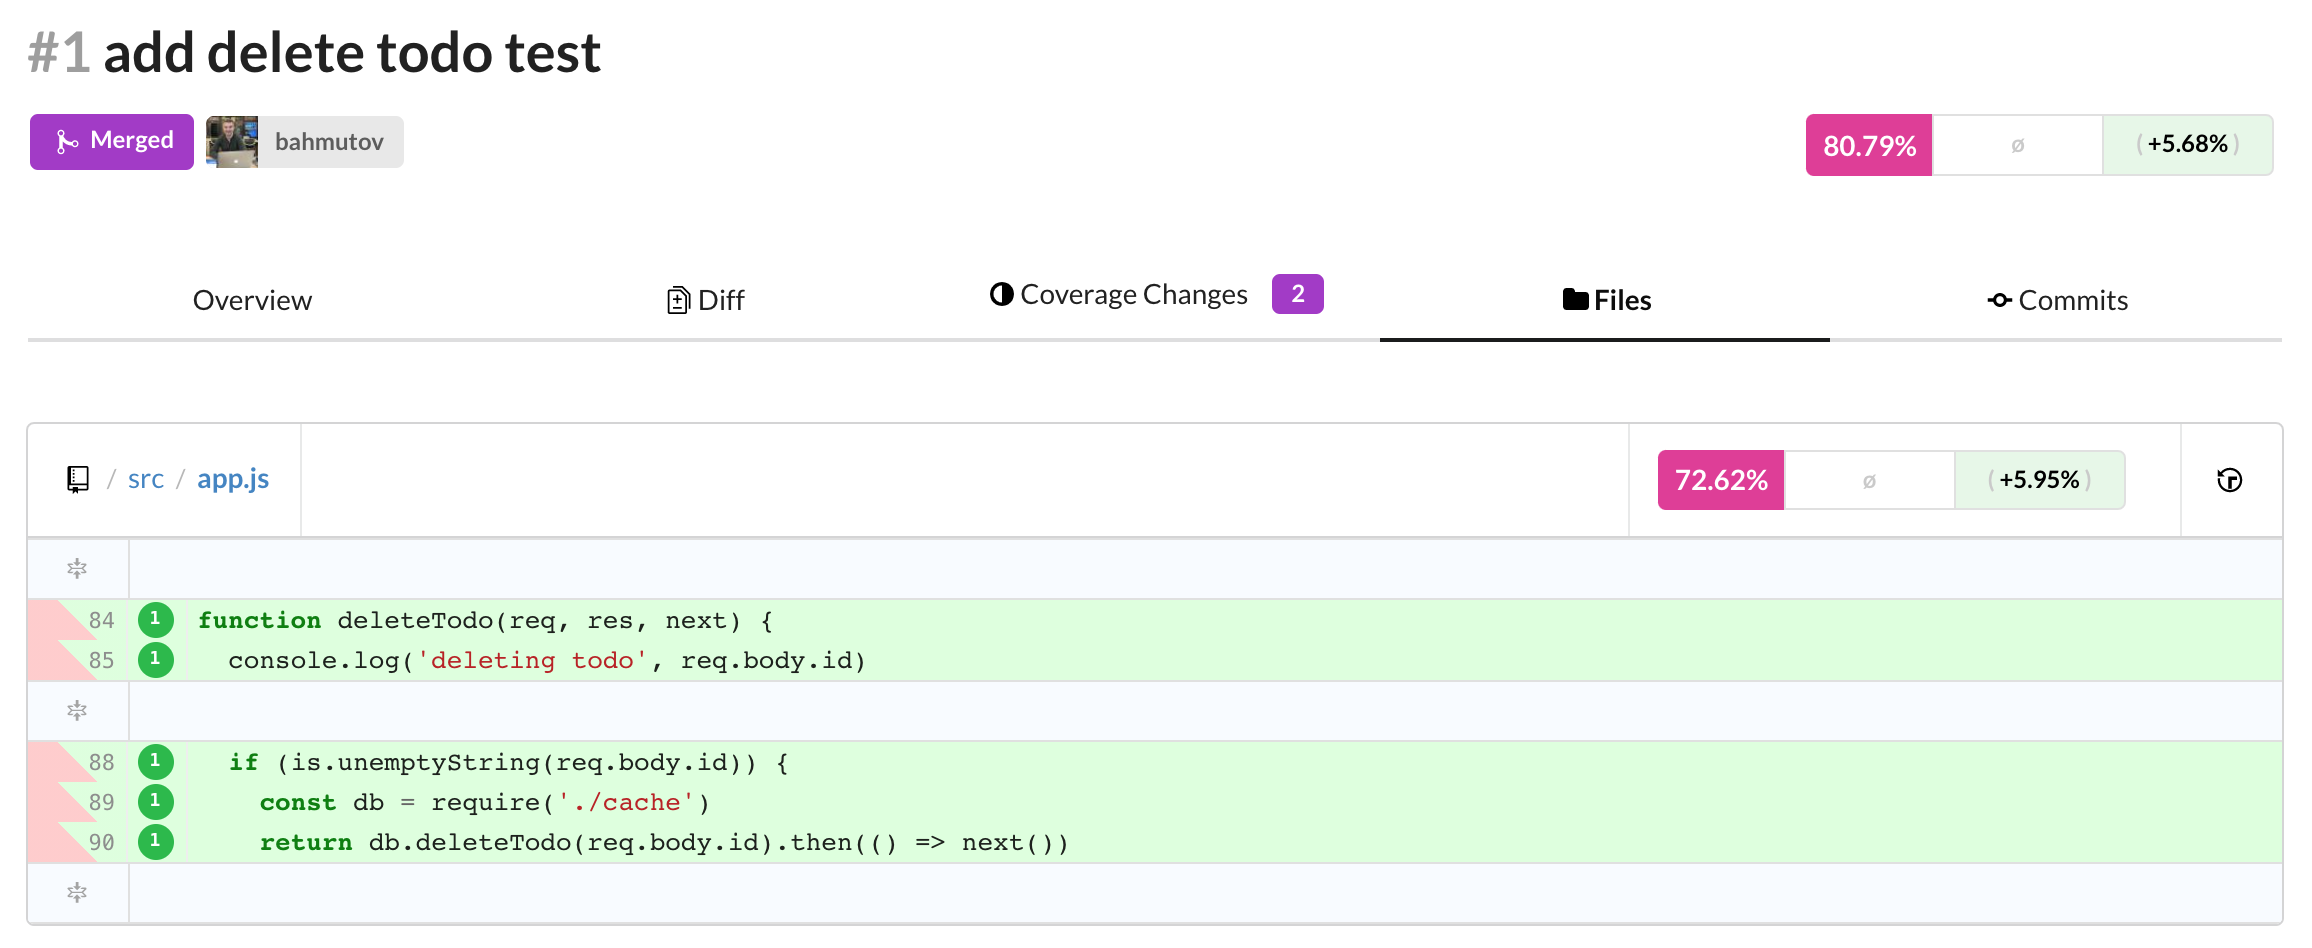 #1 add delete todo test
Merged bahmutov 80.79% ø (+5.68%)
Overview Diff Coverage Changes 2 Files Commits
/ src / app.js 72.62% ø (+5.95%)
84 1 function deleteTodo(req, res, next) {
85 1 console.log('deleting todo', req.body.id)
88 1 if (is.unemptyString(req.body.id)) {
89 1 const db = require('./cache')
90 1 return db.deleteTodo(req.body.id).then(() => next())